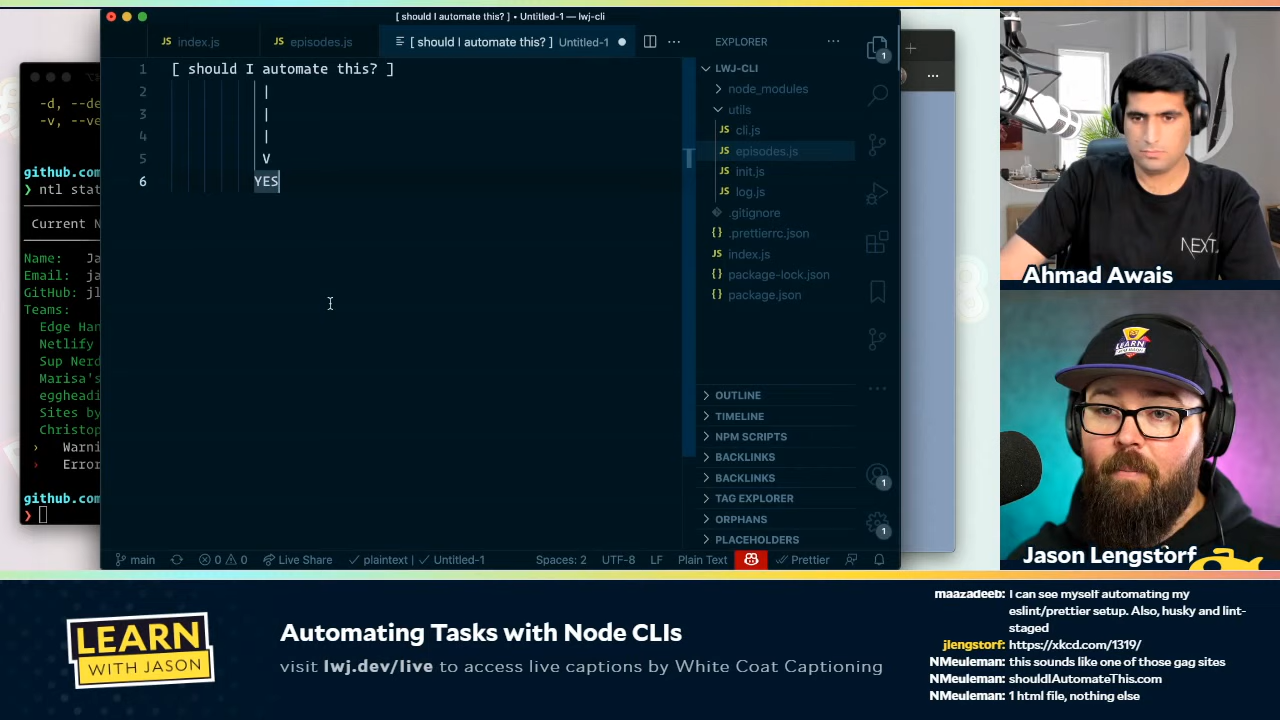 [ should I automate this? ] • Untitled-1 — lwj-cli
index.js
episodes.js
[ should I automate this? ] Untitled-1
1 [ should I automate this? ]
2 |
3 |
4 |
5 V
6 YES
EXPLORER
LWJ-CLI
node_modules
utils
cli.js
episodes.js
init.js
log.js
.gitignore
.prettierrc.json
index.js
package-lock.json
package.json
OUTLINE
TIMELINE
NPM SCRIPTS
BACKLINKS
BACKLINKS
TAG EXPLORER
ORPHANS
PLACEHOLDERS
1
1
1
main
0 0
Live Share
plaintext | ✓ Untitled-1
Spaces: 2
UTF-8
LF
Plain Text
Prettier
-d, --de
-v, --ve
github.com
❯ ntl stat
Current N
Name: Ja
Email: ja
GitHub: jl
Teams:
Edge Han
Netlify
Sup Nerd
Marisa's
eggheadi
Sites by
Christop
› Warni
› Error
github.com
❯
NEXT.
Ahmad Awais
LEARN
Jason Lengstorf
LEARN
WITH JASON
Automating Tasks with Node CLIs
visit lwj.dev/live to access live captions by White Coat Captioning
maazadeeb: I can see myself automating my
eslint/prettier setup. Also, husky and lint-
staged
jlengstorf: https://xkcd.com/1319/
NMeuleman: this sounds like one of those gag sites
NMeuleman: shouldIAutomateThis.com
NMeuleman: 1 html file, nothing else